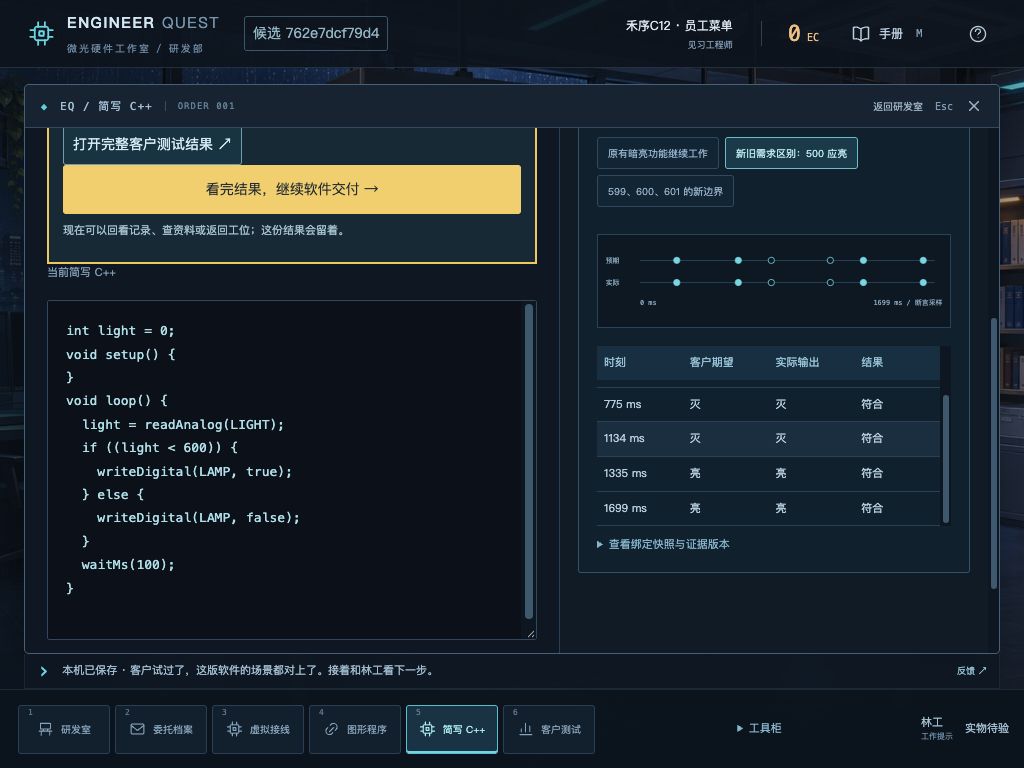 ENGINEER QUEST
微光硬件工作室 / 研发部
候选 762e7dcf79d4
禾序C12 · 员工菜单
见习工程师
0 EC
手册 M
EQ / 简写 C++ | ORDER 001
返回研发室 Esc
打开完整客户测试结果 ↗
看完结果，继续软件交付 →
现在可以回看记录、查资料或返回工位；这份结果会留着。
当前简写 C++
int light = 0;
void setup() {
}
void loop() {
light = readAnalog(LIGHT);
if ((light < 600)) {
writeDigital(LAMP, true);
} else {
writeDigital(LAMP, false);
}
waitMs(100);
}
原有暗亮功能继续工作
新旧需求区别：500 应亮
599、600、601 的新边界
预期
实际
0 ms
1699 ms / 断言采样
时刻 客户期望 实际输出 结果
775 ms 灭 灭 符合
1134 ms 灭 灭 符合
1335 ms 亮 亮 符合
1699 ms 亮 亮 符合
查看绑定快照与证据版本
本机已保存 · 客户试过了，这版软件的场景都对上了。接着和林工看下一步。
反馈 ↗
1 研发室
2 委托档案
3 虚拟接线
4 图形程序
5 简写 C++
6 客户测试
工具柜
林工
工作提示
实物待验